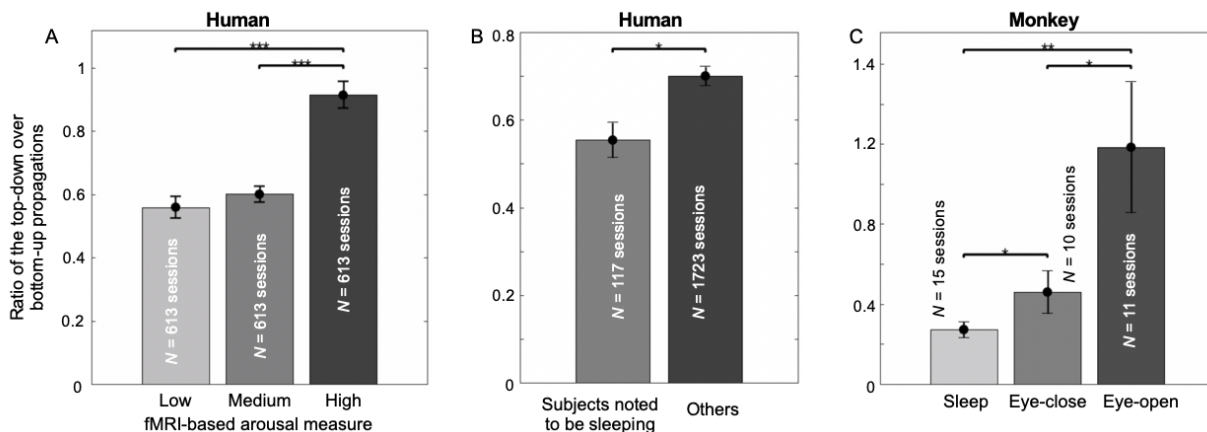 Human
A
***
***
Ratio of the top-down over
bottom-up propagations
1
0.8
0.6
0.4
0.2
0
N = 613 sessions
N = 613 sessions
N = 613 sessions
Low
Medium
High
fMRI-based arousal measure
Human
B
*
0.8
0.6
0.4
0.2
0
N = 117 sessions
N = 1723 sessions
Subjects noted
to be sleeping
Others
Monkey
C
**
*
*
1.4
1.2
0.8
0.4
0
N = 15 sessions
N = 10 sessions
N = 11 sessions
Sleep
Eye-close
Eye-open